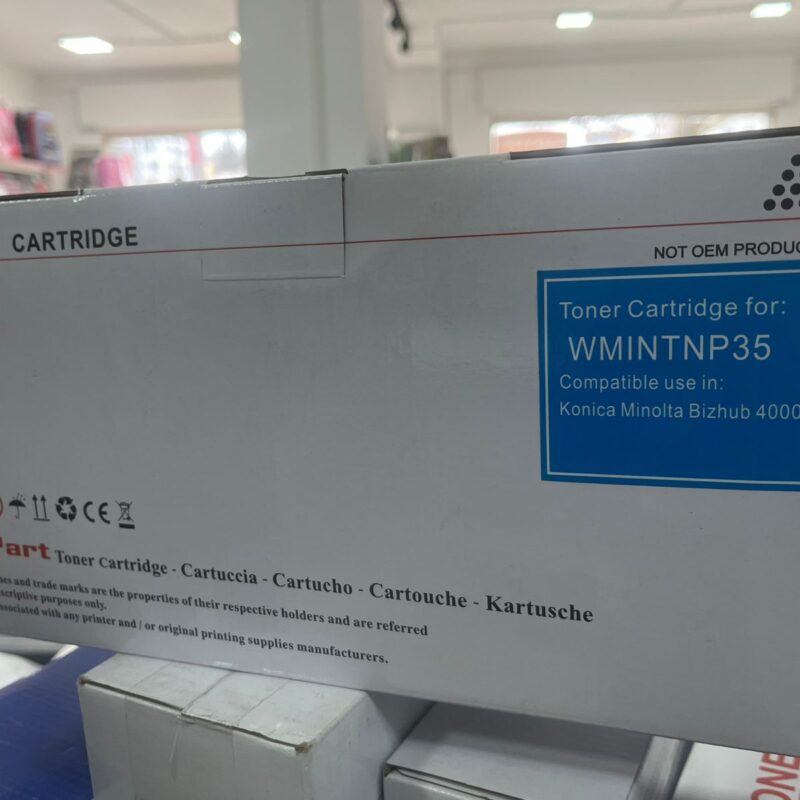 CARTRIDGE
NOT OEM PRODUC
Toner Cartridge for:
WMINTNP35
Compatible use in:
Konica Minolta Bizhub 4000
CE
Part Toner Cartridge - Cartuccia - Cartucho - Cartouche - Kartusche
and trade marks are the properties of their respective holders and are referred
purposes only.
associated with any printer and / or original printing supplies manufacturers.
ONE